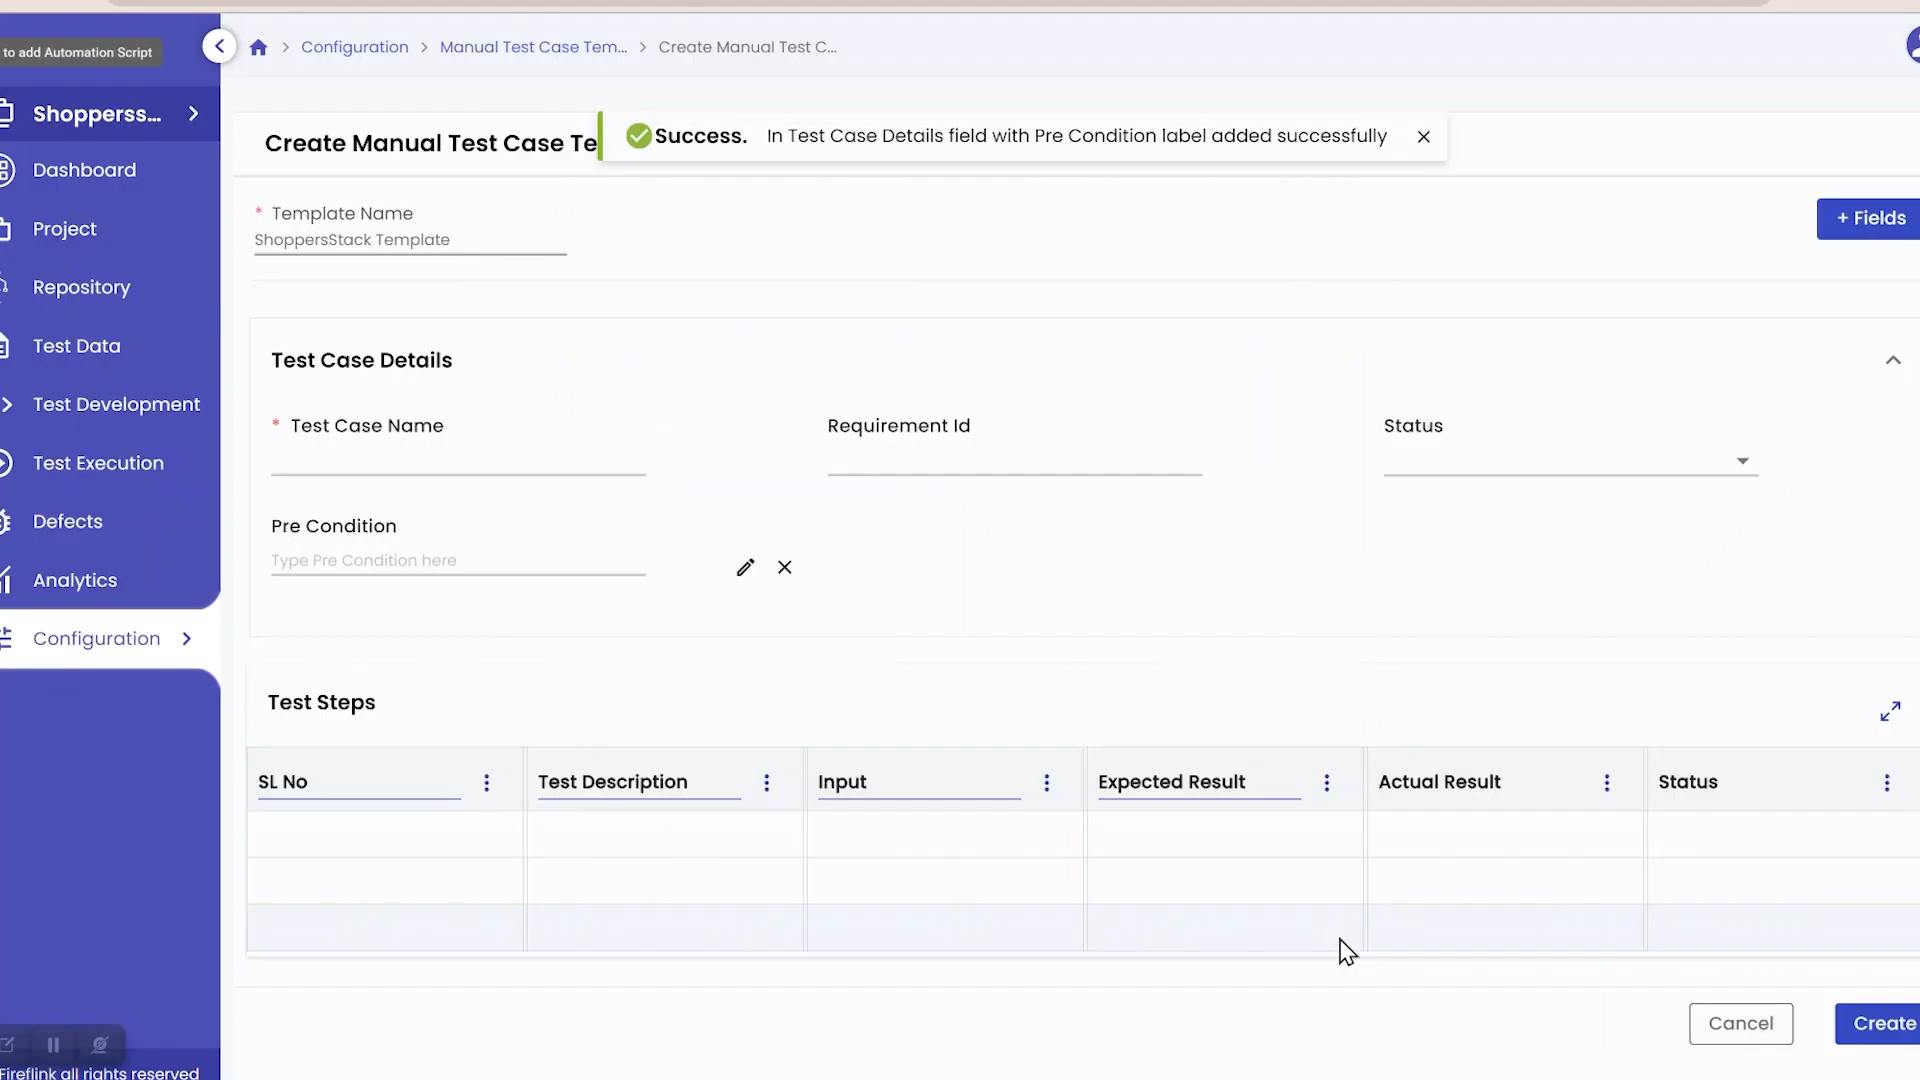 to add Automation Script
Configuration
Manual Test Case Tem...
Create Manual Test C...
Shopperss...
Dashboard
Project
Repository
Test Data
Test Development
Test Execution
Defects
Analytics
Configuration
Fireflink all rights reserved
Create Manual Test Case Te
Success. In Test Case Details field with Pre Condition label added successfully
* Template Name
ShoppersStack Template
+ Fields
Test Case Details
* Test Case Name
Requirement Id
Status
Pre Condition
Type Pre Condition here
Test Steps
SL No
Test Description
Input
Expected Result
Actual Result
Status
Cancel
Create